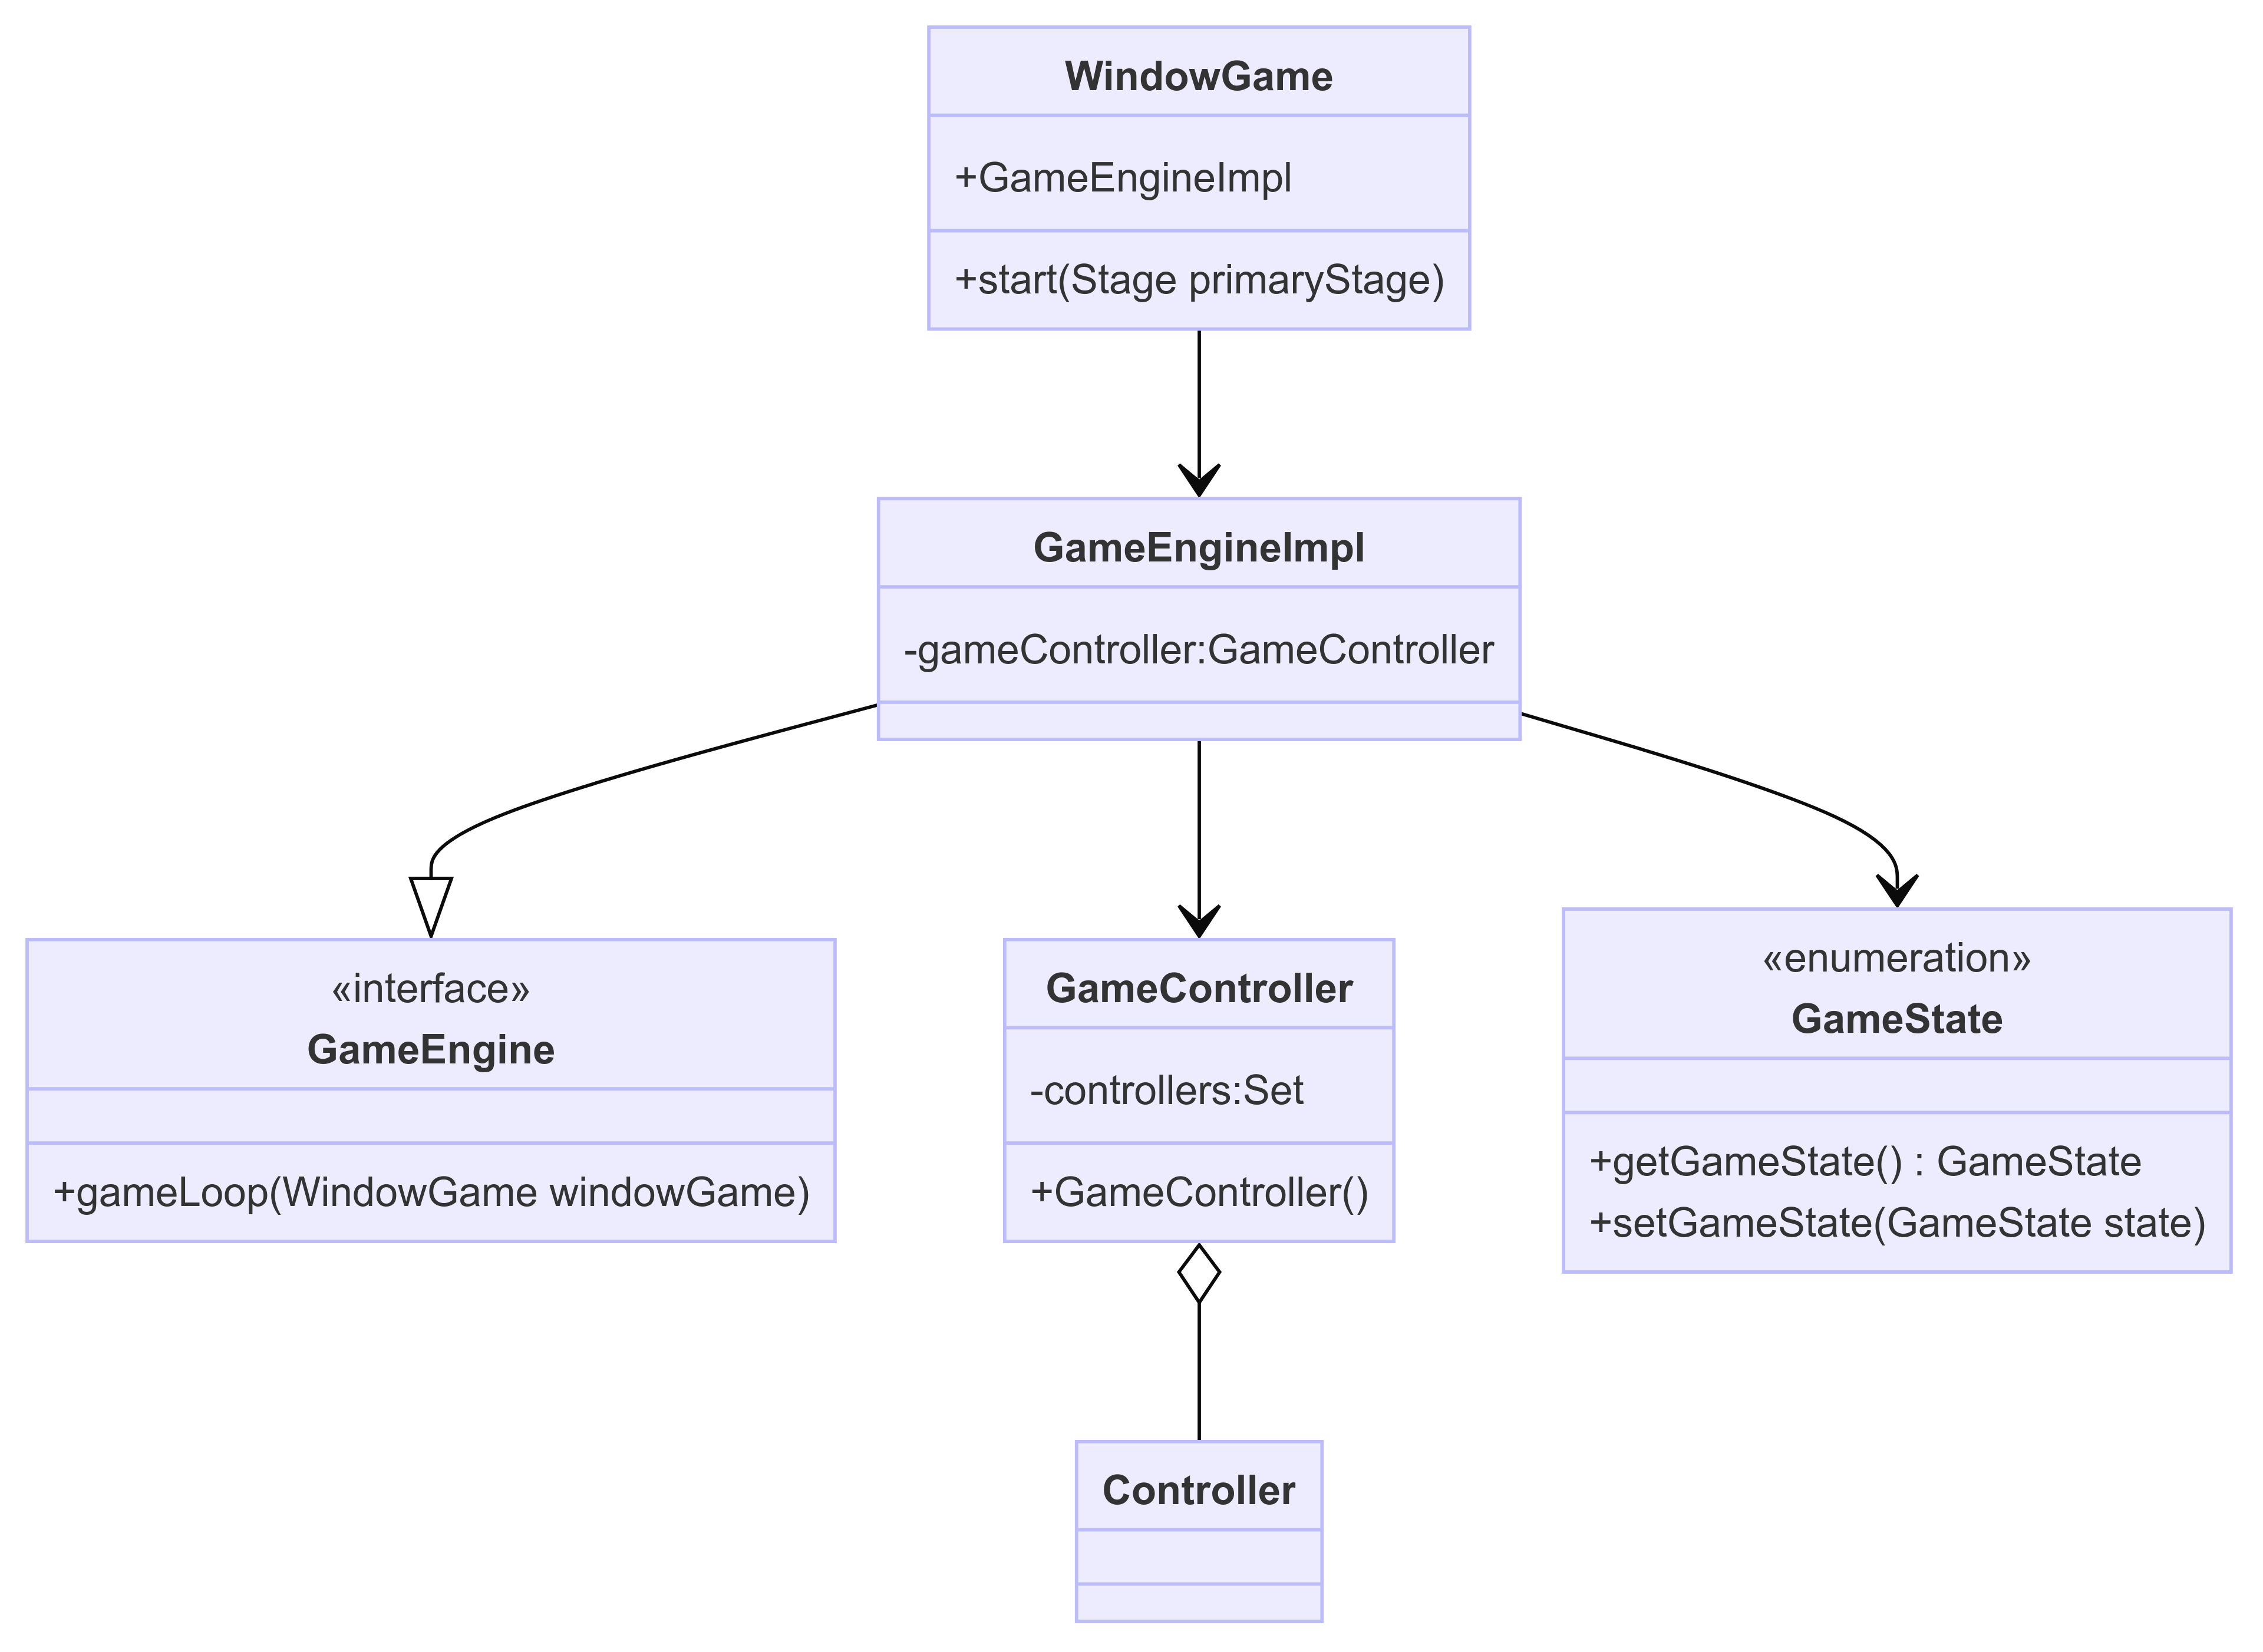 WindowGame
+GameEngineImpl
+start(Stage primaryStage)
GameEngineImpl
-gameController:GameController
«interface»
GameEngine
+gameLoop(WindowGame windowGame)
GameController
-controllers:Set
+GameController()
«enumeration»
GameState
+getGameState() : GameState
+setGameState(GameState state)
Controller